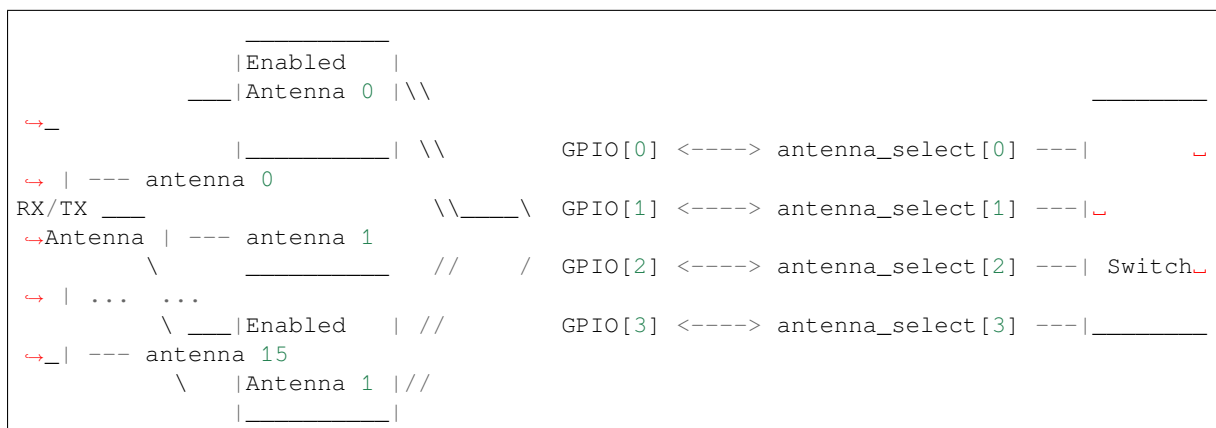 __________
                   |Enabled   |
               ___|Antenna 0 |\\                                                         ________
↪_
                   |__________| \\         GPIO[0] <----> antenna_select[0] ---|        ␣
↪ | --- antenna 0
RX/TX ___                        \\____\  GPIO[1] <----> antenna_select[1] ---|␣
↪Antenna | --- antenna 1
           \      __________   //    /  GPIO[2] <----> antenna_select[2] ---| Switch␣
↪ | ...  ...
            \ ___|Enabled   | //         GPIO[3] <----> antenna_select[3] ---|________
↪_| --- antenna 15
             \    |Antenna 1 |//
                  |__________|